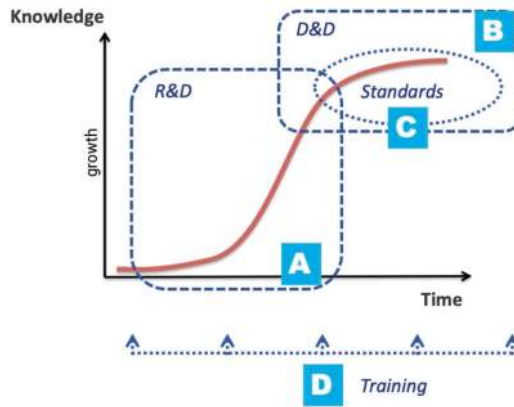 Knowledge
D&D
B
R&D
Standards
C
growth
A
Time
D
Training